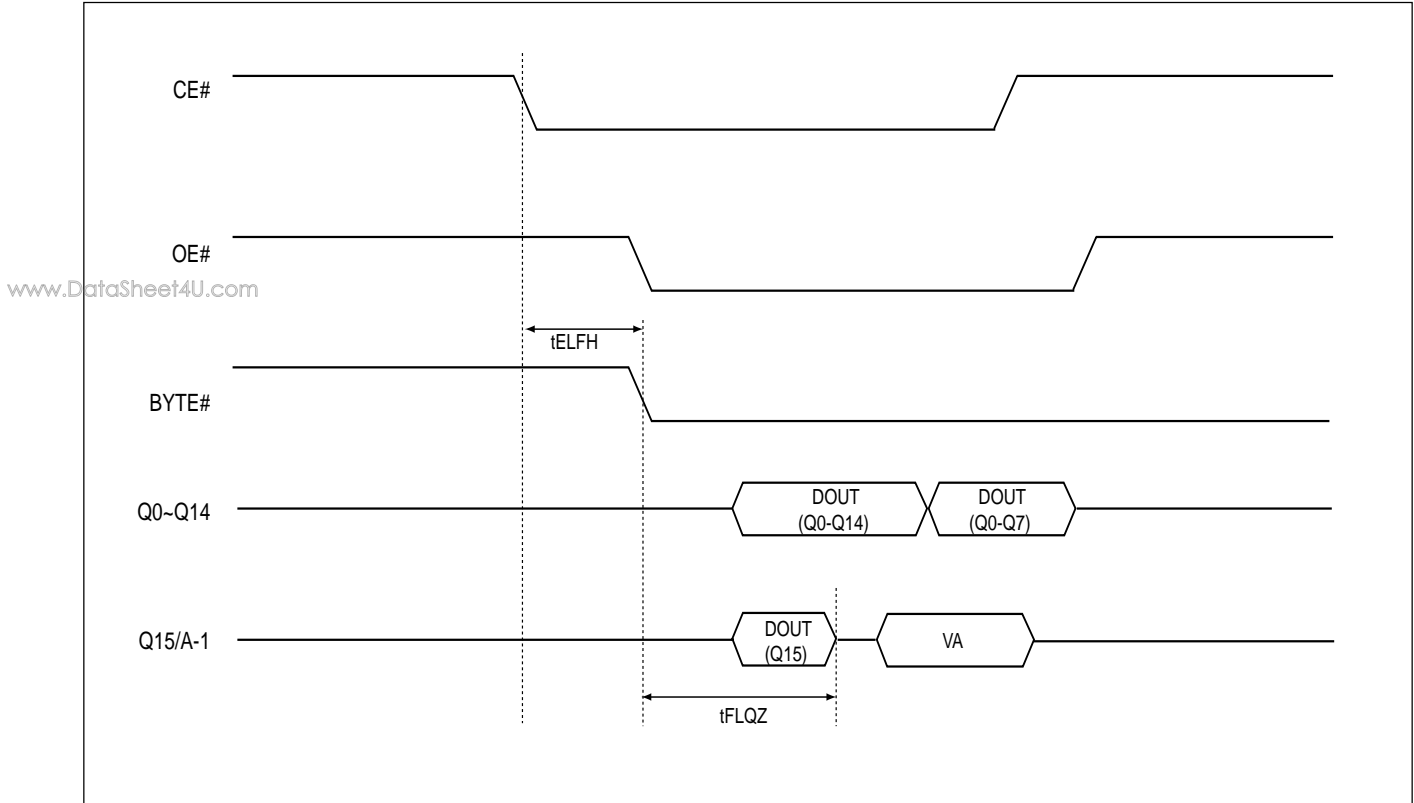 CE#
OE#
www.DataSheet4U.com
tELFH
BYTE#
Q0~Q14
DOUT
(Q0-Q14)
DOUT
(Q0-Q7)
Q15/A-1
DOUT
(Q15)
VA
tFLQZ